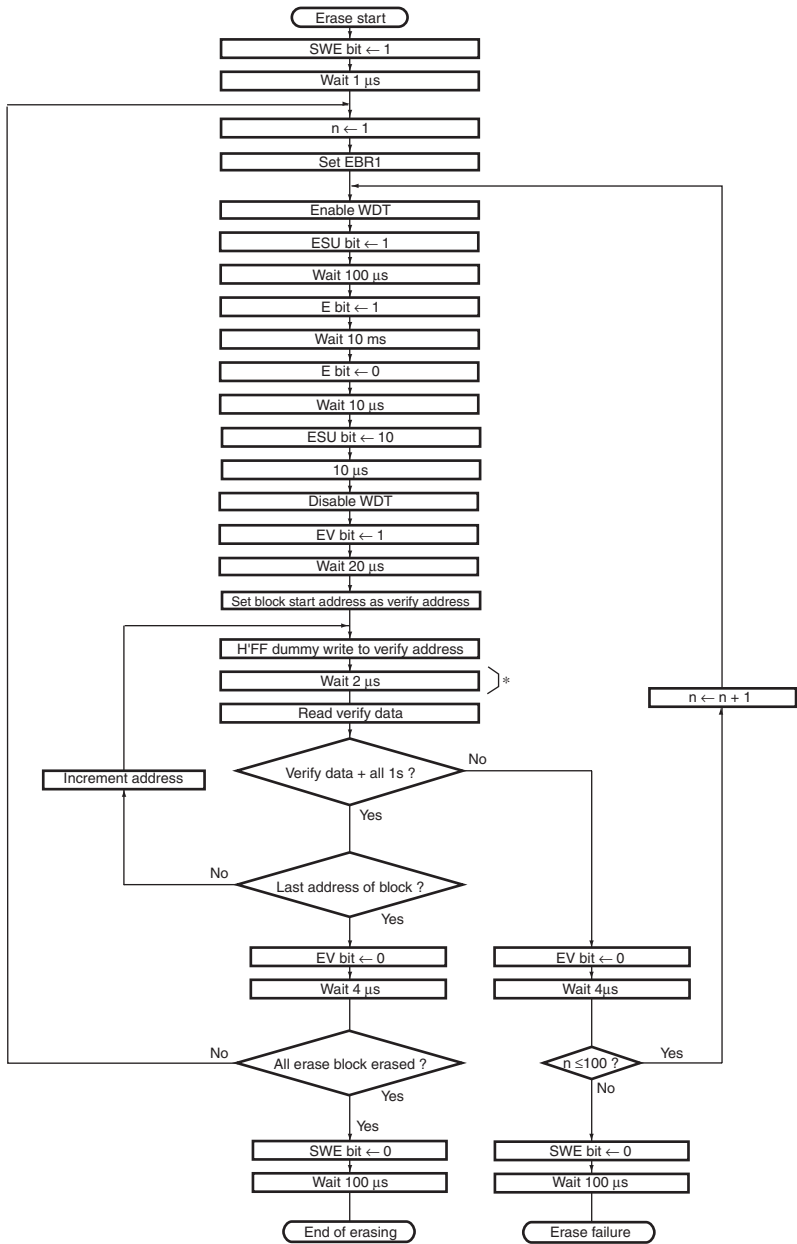 Erase start
SWE bit ← 1
Wait 1 µs
n ← 1
Set EBR1
Enable WDT
ESU bit ← 1
Wait 100 µs
E bit ← 1
Wait 10 ms
E bit ← 0
Wait 10 µs
ESU bit ← 10
10 µs
Disable WDT
EV bit ← 1
Wait 20 µs
Set block start address as verify address
H'FF dummy write to verify address
Wait 2 µs
*
n ← n + 1
Read verify data
Verify data + all 1s ?
No
Increment address
Yes
No
Last address of block ?
Yes
EV bit ← 0
EV bit ← 0
Wait 4 µs
Wait 4µs
No
All erase block erased ?
n ≤100 ?
Yes
Yes
No
Yes
SWE bit ← 0
SWE bit ← 0
Wait 100 µs
Wait 100 µs
End of erasing
Erase failure